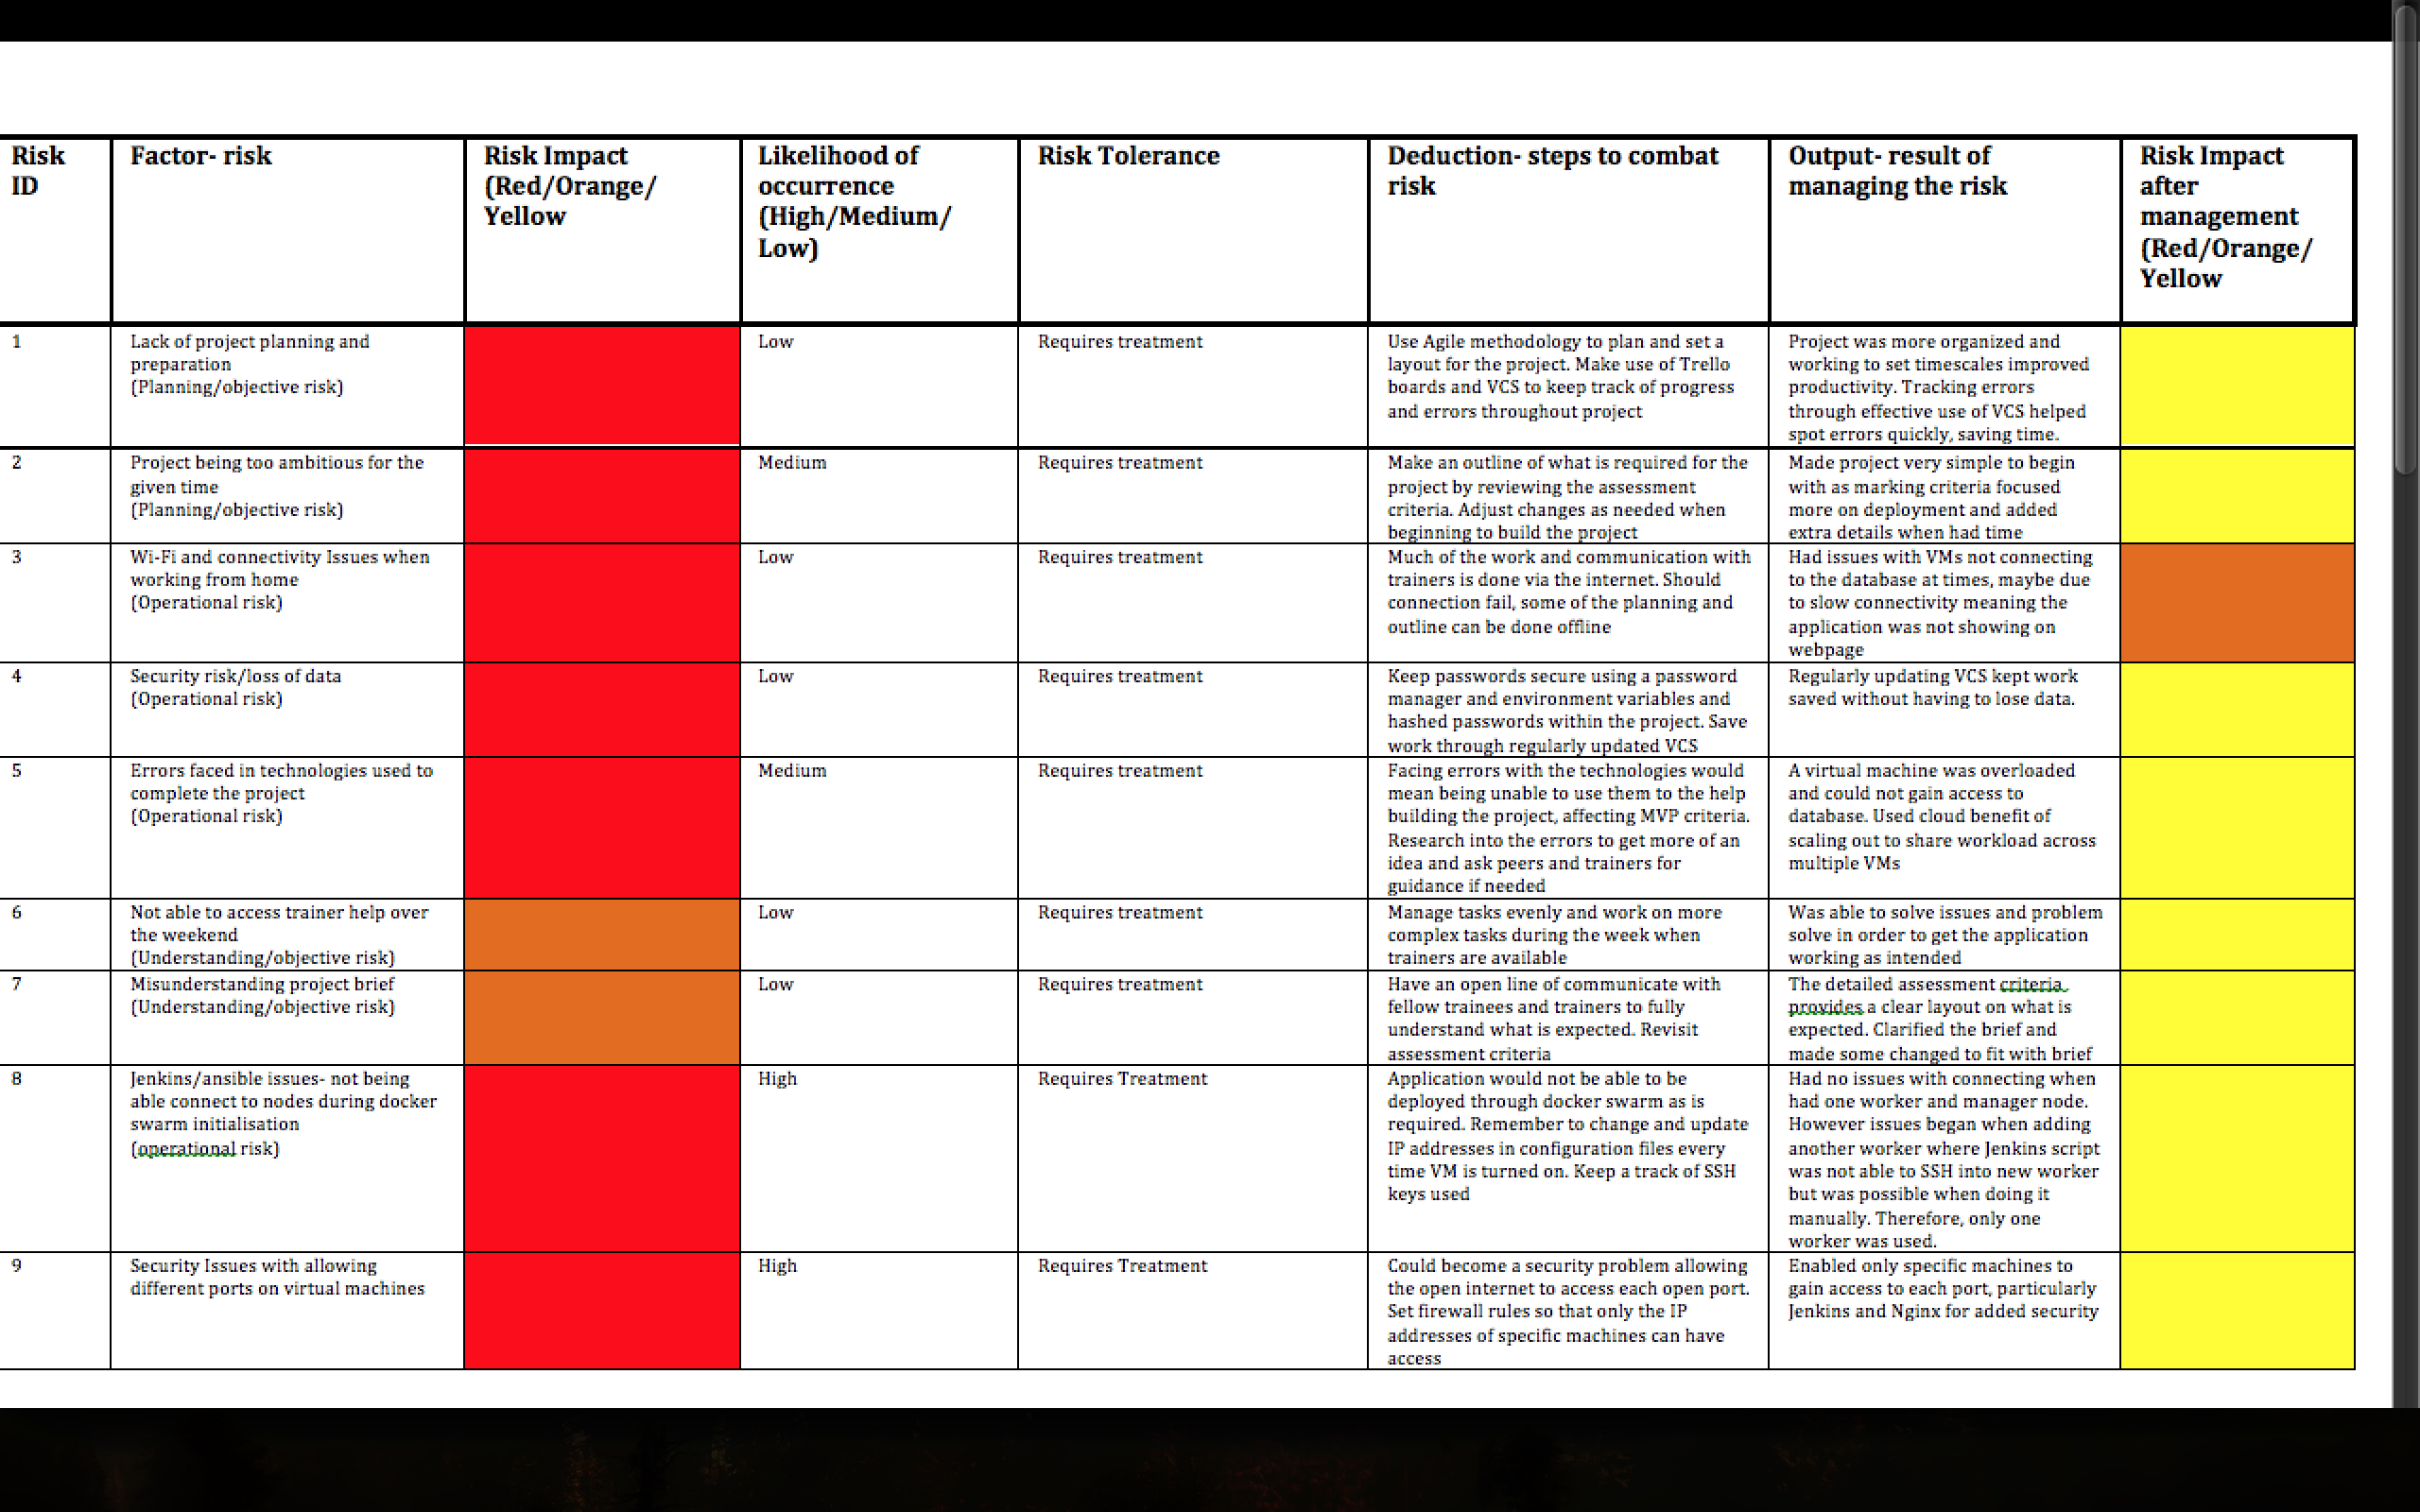 Risk ID
Factor- risk
Risk Impact (Red/Orange/ Yellow
Likelihood of occurrence (High/Medium/ Low)
Risk Tolerance
Deduction- steps to combat risk
Output- result of managing the risk
Risk Impact after management (Red/Orange/ Yellow
1
Lack of project planning and
preparation
(Planning/objective risk)
Low
Requires treatment
Use Agile methodology to plan and set a
layout for the project. Make use of Trello
boards and VCS to keep track of progress
and errors throughout project
Project was more organized and
working to set timescales improved
productivity. Tracking errors
through effective use of VCS helped
spot errors quickly, saving time.
2
Project being too ambitious for the
given time
(Planning/objective risk)
Medium
Requires treatment
Make an outline of what is required for the
project by reviewing the assessment
criteria. Adjust changes as needed when
beginning to build the project
Made project very simple to begin
with as marking criteria focused
more on deployment and added
extra details when had time
3
Wi-Fi and connectivity Issues when
working from home
(Operational risk)
Low
Requires treatment
Much of the work and communication with
trainers is done via the internet. Should
connection fail, some of the planning and
outline can be done offline
Had issues with VMs not connecting
to the database at times, maybe due
to slow connectivity meaning the
application was not showing on
webpage
4
Security risk/loss of data
(Operational risk)
Low
Requires treatment
Keep passwords secure using a password
manager and environment variables and
hashed passwords within the project. Save
work through regularly updated VCS
Regularly updating VCS kept work
saved without having to lose data.
5
Errors faced in technologies used to
complete the project
(Operational risk)
Medium
Requires treatment
Facing errors with the technologies would
mean being unable to use them to the help
building the project, affecting MVP criteria.
Research into the errors to get more of an
idea and ask peers and trainers for
guidance if needed
A virtual machine was overloaded
and could not gain access to
database. Used cloud benefit of
scaling out to share workload across
multiple VMs
6
Not able to access trainer help over
the weekend
(Understanding/objective risk)
Low
Requires treatment
Manage tasks evenly and work on more
complex tasks during the week when
trainers are available
Was able to solve issues and problem
solve in order to get the application
working as intended
7
Misunderstanding project brief
(Understanding/objective risk)
Low
Requires treatment
Have an open line of communicate with
fellow trainees and trainers to fully
understand what is expected. Revisit
assessment criteria
The detailed assessment criteria
provides a clear layout on what is
expected. Clarified the brief and
made some changed to fit with brief
8
Jenkins/ansible issues- not being
able connect to nodes during docker
swarm initialisation
(operational risk)
High
Requires Treatment
Application would not be able to be
deployed through docker swarm as is
required. Remember to change and update
IP addresses in configuration files every
time VM is turned on. Keep a track of SSH
keys used
Had no issues with connecting when
had one worker and manager node.
However issues began when adding
another worker where Jenkins script
was not able to SSH into new worker
but was possible when doing it
manually. Therefore, only one
worker was used.
9
Security Issues with allowing
different ports on virtual machines
High
Requires Treatment
Could become a security problem allowing
the open internet to access each open port.
Set firewall rules so that only the IP
addresses of specific machines can have
access
Enabled only specific machines to
gain access to each port, particularly
Jenkins and Nginx for added security